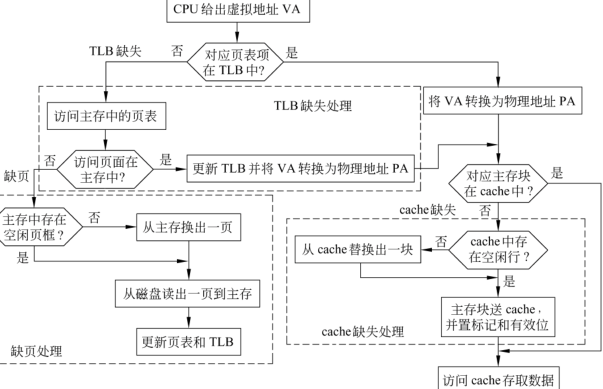 CPU 给出虚拟地址 VA
TLB缺失
否
对应页表项
在TLB中?
是
TLB缺失处理
访问主存中的页表
将 VA 转换为物理地址 PA
否
访问页面在
主存中?
是
更新 TLB 并将 VA 转换为物理地址 PA
缺页
对应主存块
在 cache 中 ?
是
cache缺失
否
主存中存在
空闲页框 ?
否
从主存换出一页
是
从 cache 替换出一块
否
cache中存
在空闲行 ?
是
从磁盘读出一页到主存
主存块送 cache,
并置标记和有效位
更新页表和 TLB
cache缺失处理
缺页处理
访问 cache 存取数据